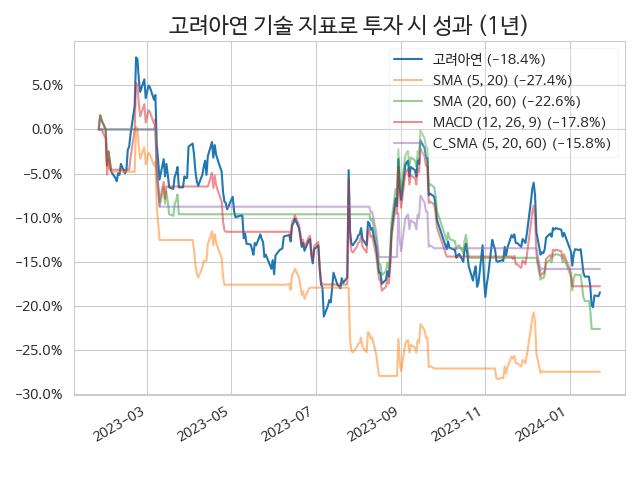 고려아연 기술 지표로 투자 시 성과 (1년)
고려아연 (−18.4%)
SMA (5, 20) (−27.4%)
SMA (20, 60) (−22.6%)
MACD (12, 26, 9) (−17.8%)
C_SMA (5, 20, 60) (−15.8%)
5.0%
0.0%
−5.0%
−10.0%
−15.0%
−20.0%
−25.0%
−30.0%
2023−03
2023−05
2023−07
2023−09
2023−11
2024−01